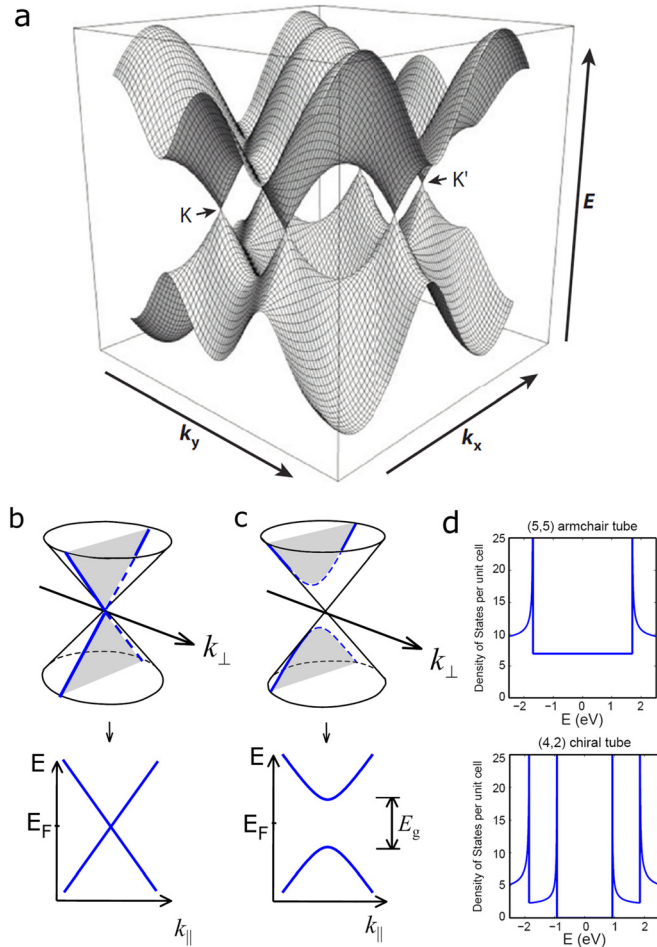 a
E
K
K'
k_y
k_x
b
c
d
k_⊥
k_⊥
E
E_F
k_∥
E
E_F
E_g
k_∥
(5,5) armchair tube
Density of States per unit cell
25
20
15
10
5
0
−2 −1 0 1 2
E (eV)
(4,2) chiral tube
Density of States per unit cell
25
20
15
10
5
0
−2 −1 0 1 2
E (eV)